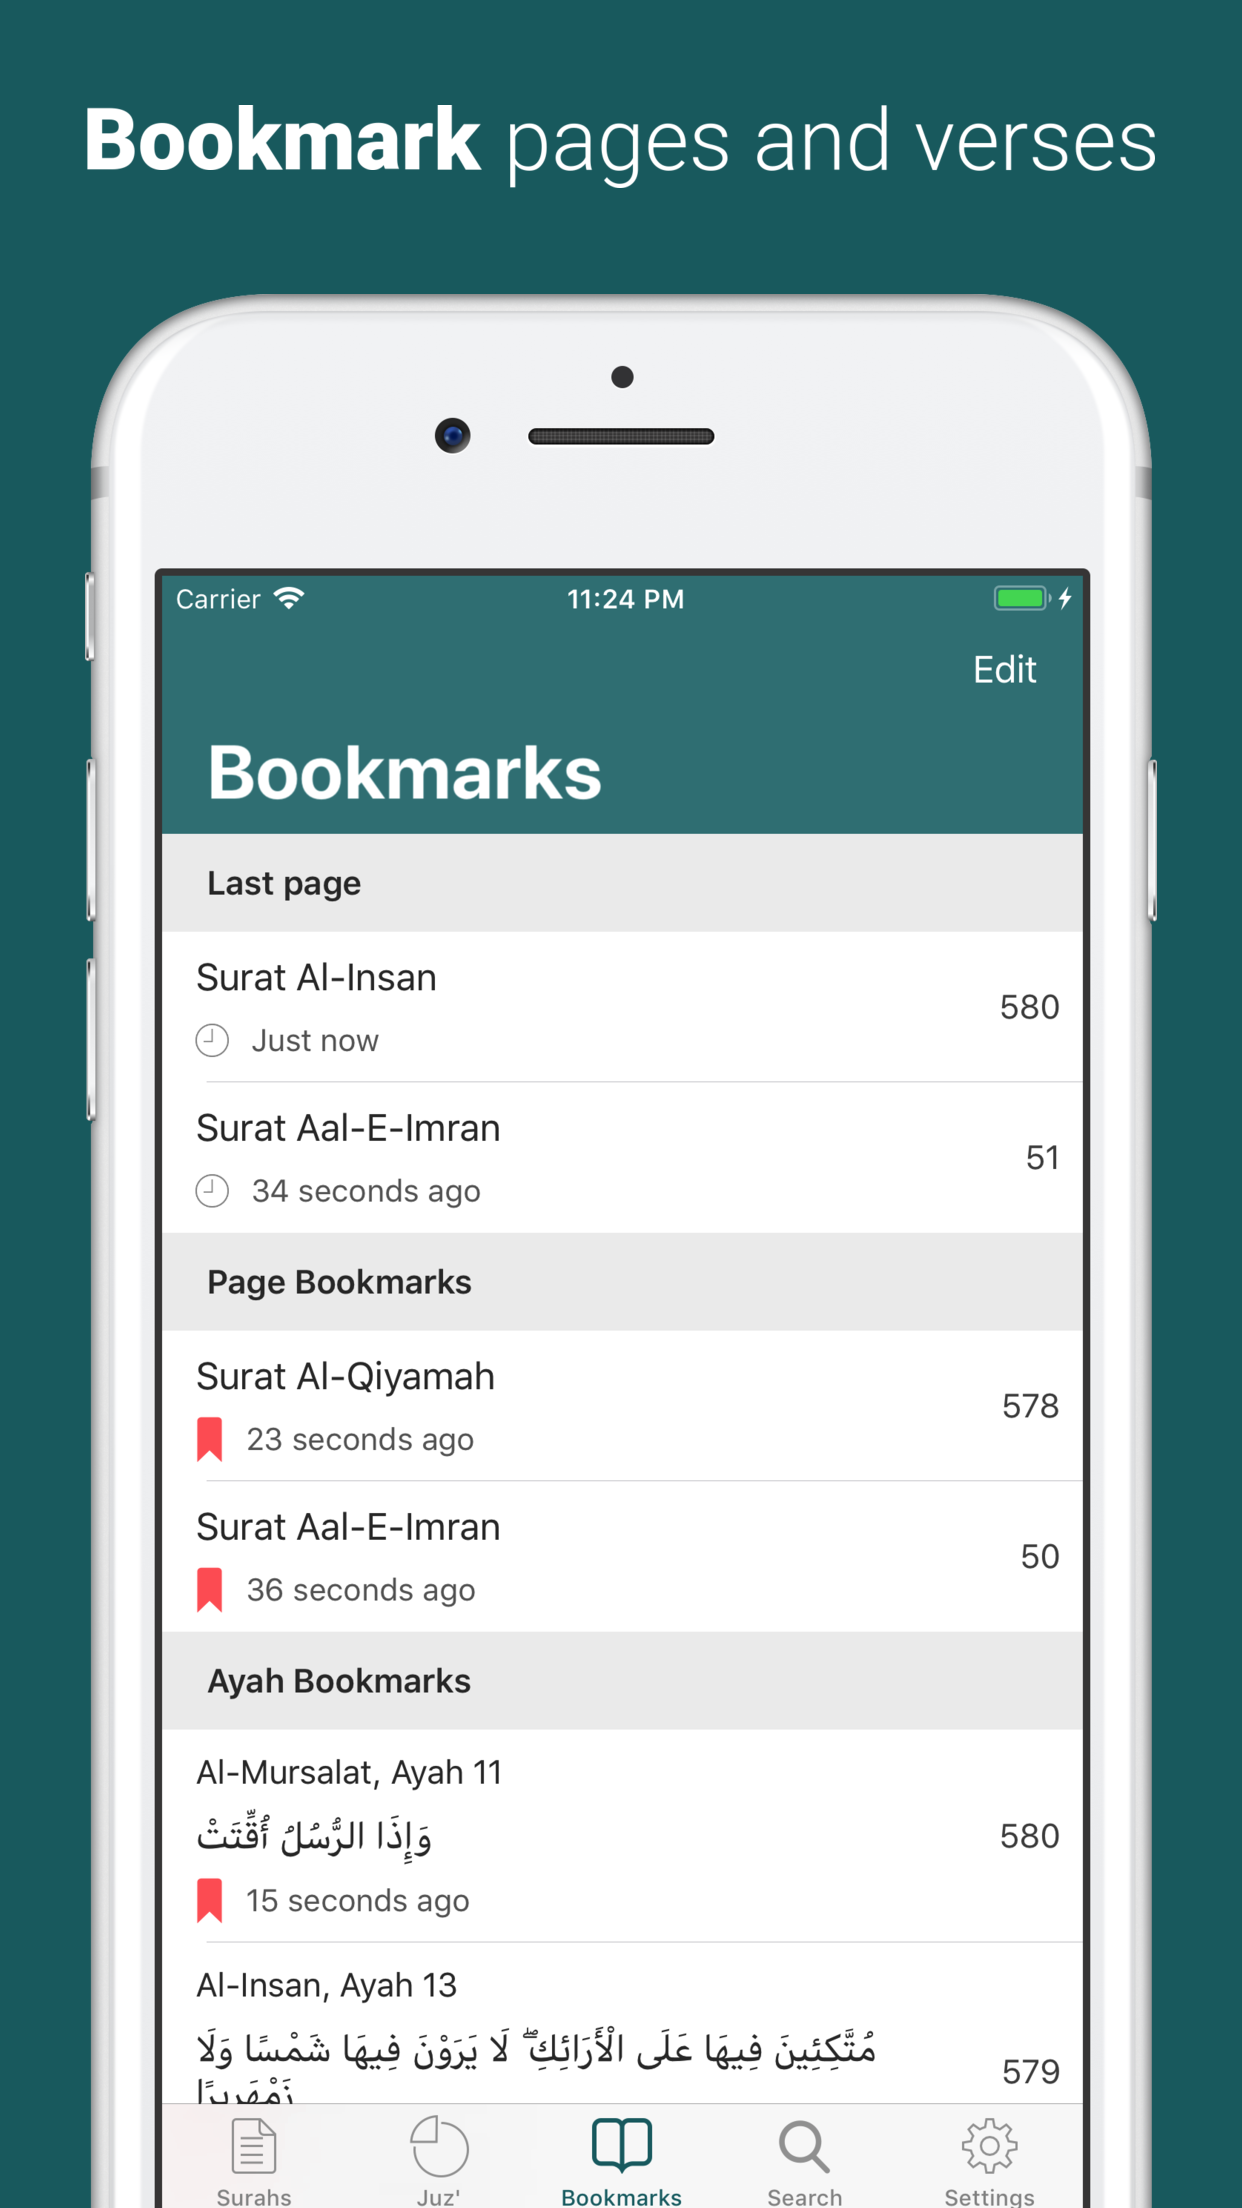 Bookmark pages and verses
Carrier 11:24 PM
Edit
Bookmarks
Last page
Surat Al-Insan
580
Just now
Surat Aal-E-Imran
51
34 seconds ago
Page Bookmarks
Surat Al-Qiyamah
578
23 seconds ago
Surat Aal-E-Imran
50
36 seconds ago
Ayah Bookmarks
Al-Mursalat, Ayah 11
وَإِذَا الرُّسُلُ أُقِّتَتْ
580
15 seconds ago
Al-Insan, Ayah 13
مُتَّكِئِينَ فِيهَا عَلَى الْأَرَائِكِ ۖ لَا يَرَوْنَ فِيهَا شَمْسًا وَلَا
زَمْهَرِيرًا
579
Surahs Juz' Bookmarks Search Settings